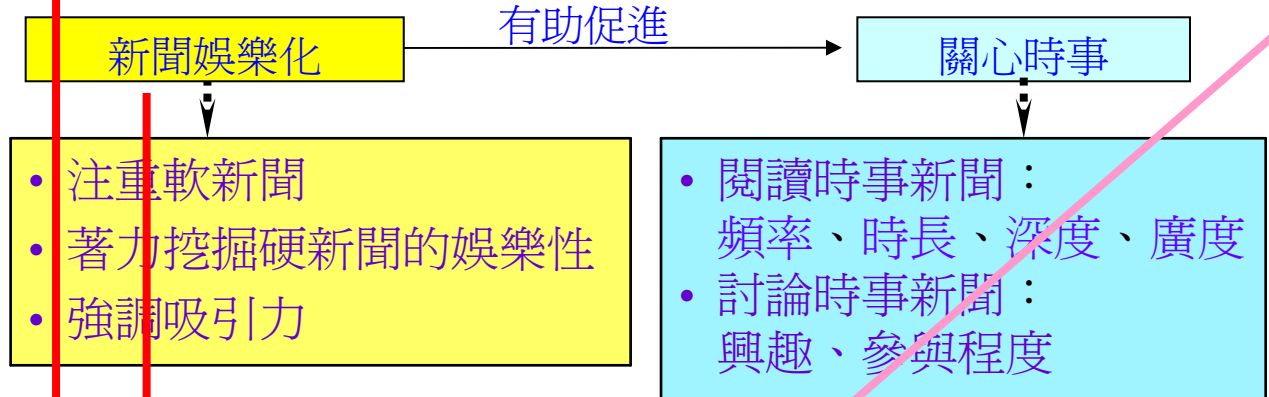 有助促進
新聞娛樂化
關心時事
• 注重軟新聞
• 著力挖掘硬新聞的娛樂性
• 強調吸引力
• 閱讀時事新聞：
頻率、時長、深度、廣度
• 討論時事新聞：
興趣、參與程度